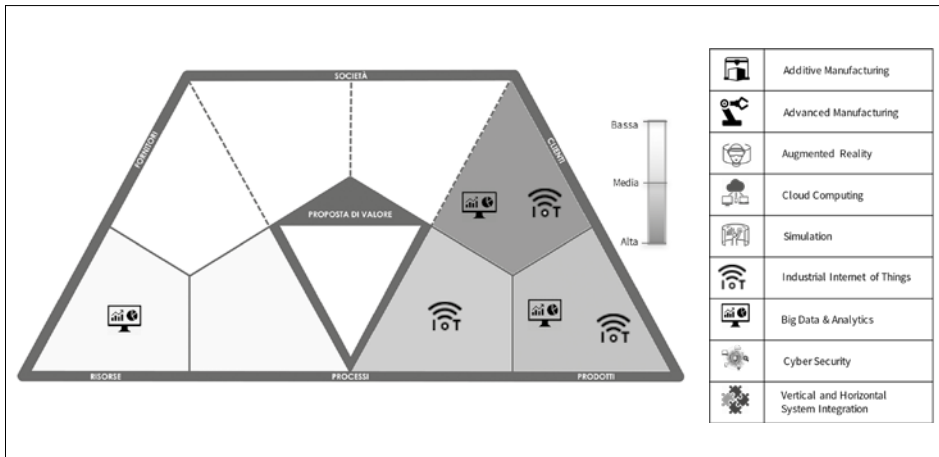 SOCIETÀ
FORNITORI
CLIENTI
PROPOSTA DI VALORE
IoT
IoT
IoT
RISORSE
PROCESSI
PRODOTTI
Bassa
Media
Alta
Additive Manufacturing
Advanced Manufacturing
Augmented Reality
Cloud Computing
Simulation
IoT
Industrial Internet of Things
Big Data & Analytics
Cyber Security
Vertical and Horizontal
System Integration